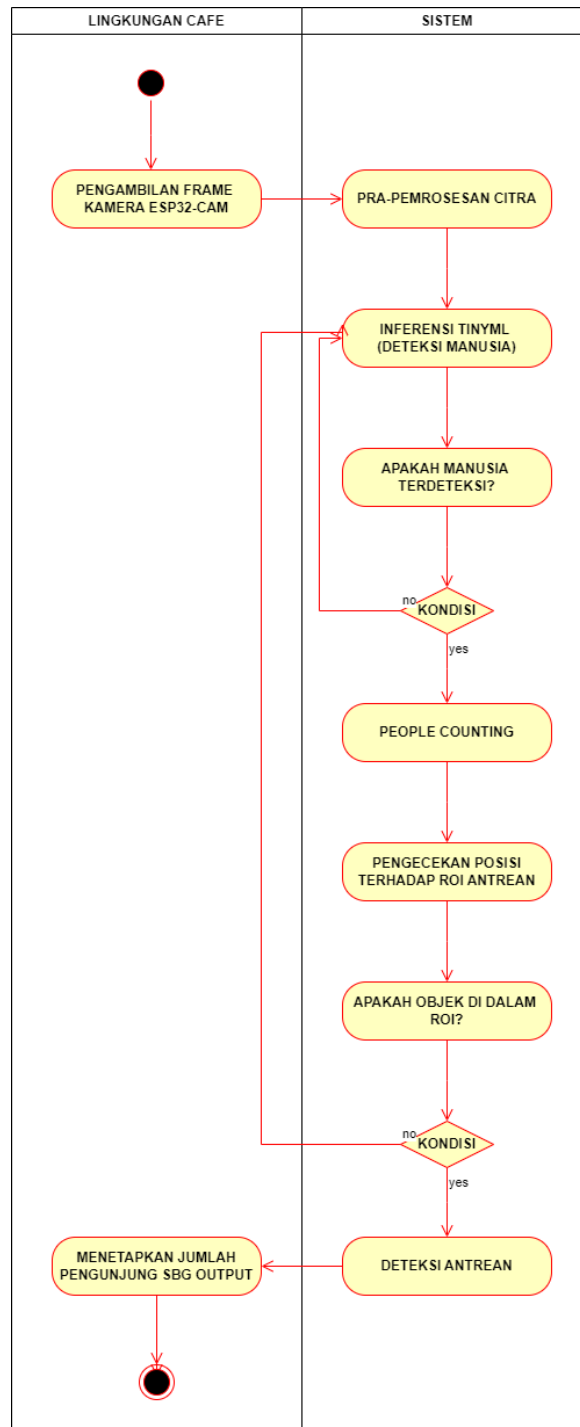 LINGKUNGAN CAFE
SISTEM
PENGAMBILAN FRAME
KAMERA ESP32-CAM
PRA-PEMROSESAN CITRA
INFERENSI TINYML
(DETEKSI MANUSIA)
APAKAH MANUSIA
TERDETEKSI?
no
KONDISI
yes
PEOPLE COUNTING
PENGECEKAN POSISI
TERHADAP ROI ANTREAN
APAKAH OBJEK DI DALAM
ROI?
no
KONDISI
yes
DETEKSI ANTREAN
MENETAPKAN JUMLAH
PENGUNJUNG SBG OUTPUT